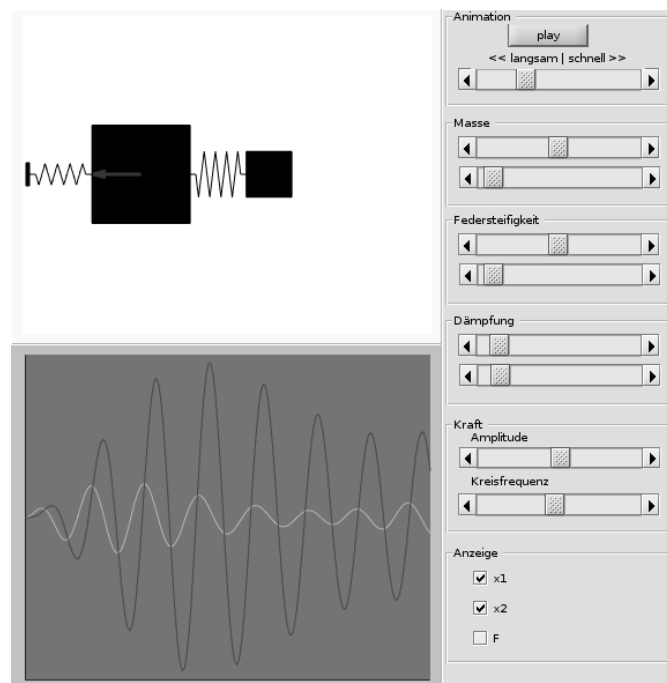 Animation
play
<< langsam | schnell >>
Masse
Federsteifigkeit
Dämpfung
Kraft
Amplitude
Kreisfrequenz
Anzeige
x1
x2
F